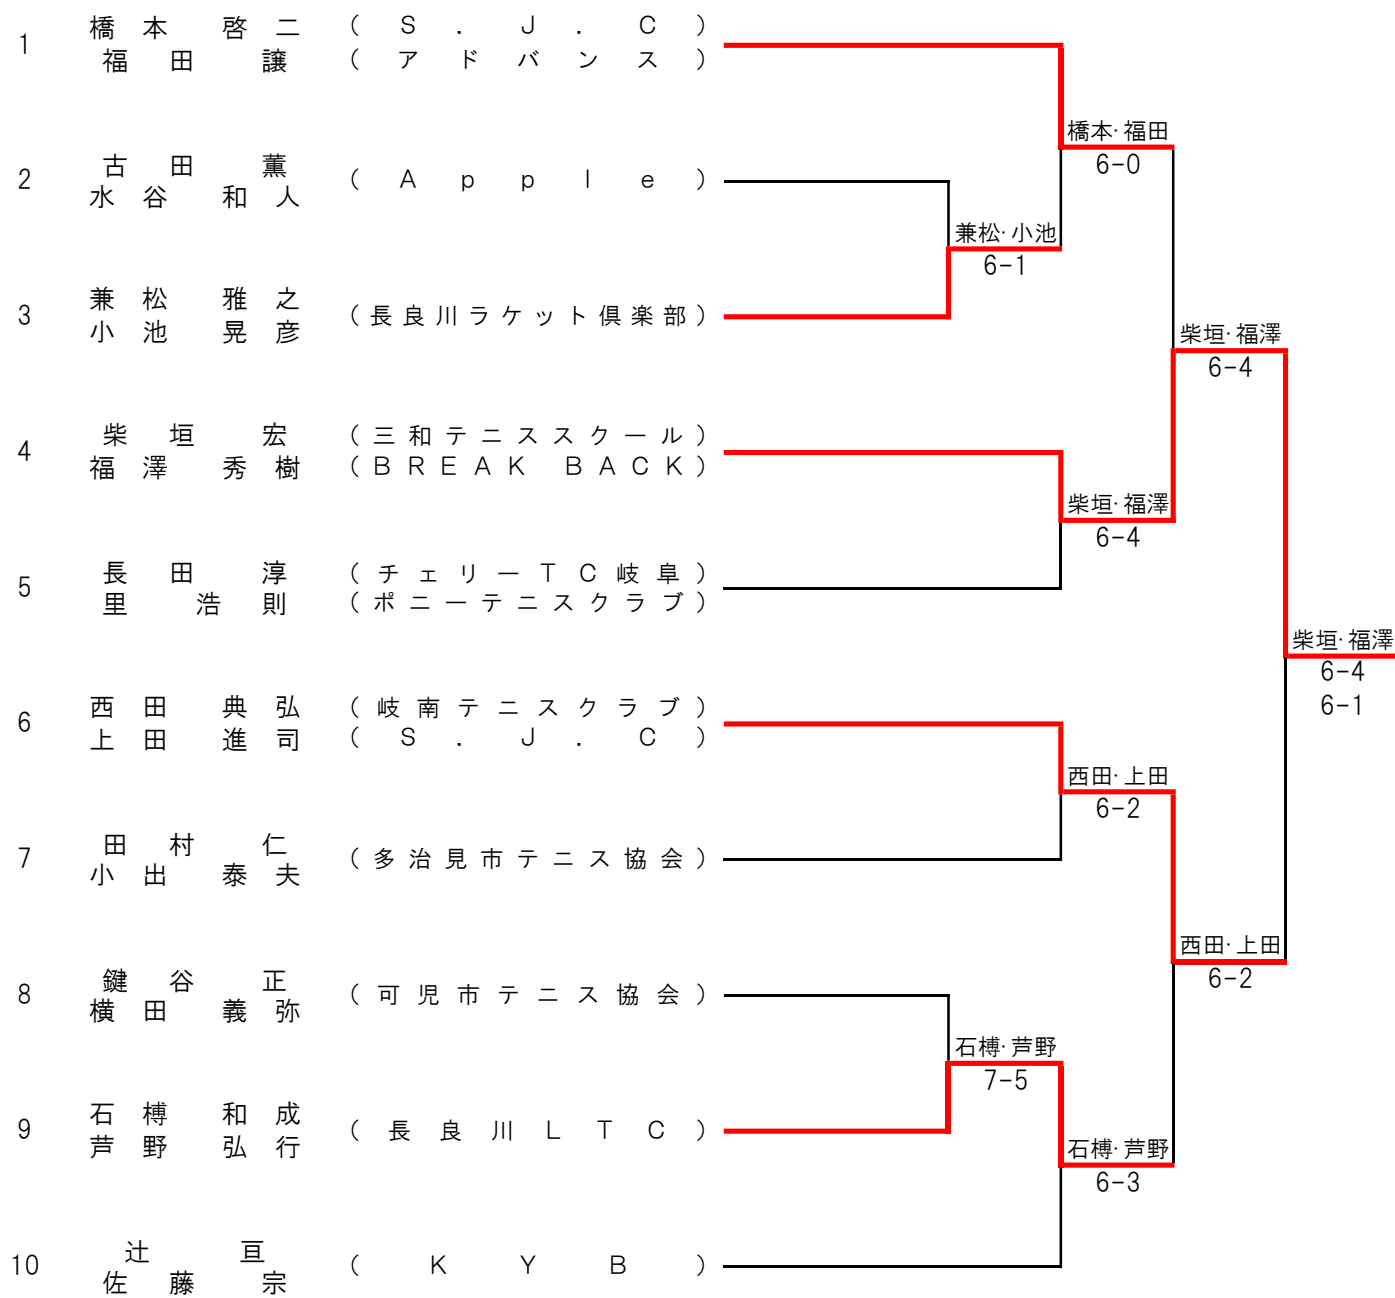 1 橋本 啓二 (S.J.C)
福田 譲 (アドバンス)
橋本·福田
6-0
2 古田 薫 (Apple)
水谷 和人
兼松·小池
6-1
3 兼松 雅之 (長良川ラケット倶楽部)
小池 晃彦
柴垣·福澤
6-4
4 柴垣 宏 (三和テニススクール)
福澤 秀樹 (BREAK BACK)
柴垣·福澤
6-4
5 長田 淳 (チェリーTC岐阜)
里 浩則 (ポニーテニスクラブ)
柴垣·福澤
6-4
6-1
6 西田 典弘 (岐南テニスクラブ)
上田 進司 (S.J.C)
西田·上田
6-2
7 田村 仁 (多治見市テニス協会)
小出 泰夫
西田·上田
6-2
8 鍵谷 正 (可児市テニス協会)
横田 義弥
石榑·芦野
7-5
9 石榑 和成 (長良川LTC)
芦野 弘行
石榑·芦野
6-3
10 辻 亘 (KYB)
佐藤 宗